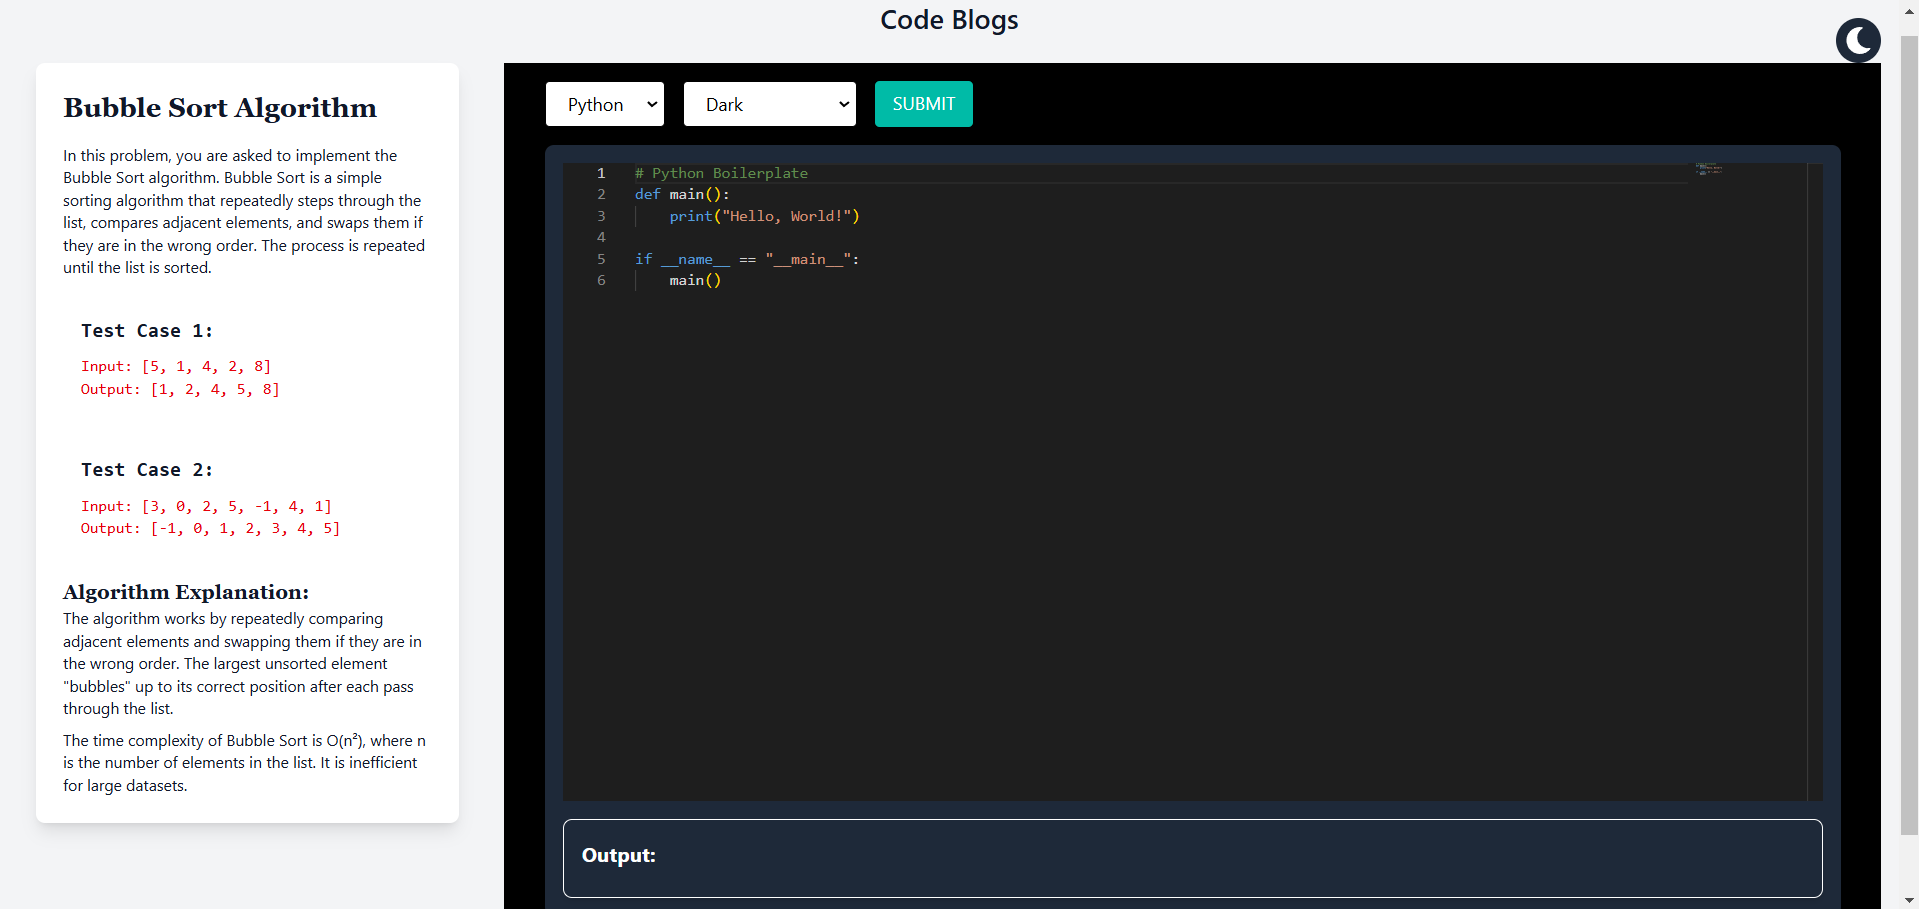 Code Blogs
Bubble Sort Algorithm
In this problem, you are asked to implement the
Bubble Sort algorithm. Bubble Sort is a simple
sorting algorithm that repeatedly steps through the
list, compares adjacent elements, and swaps them if
they are in the wrong order. The process is repeated
until the list is sorted.
Test Case 1:
Input: [5, 1, 4, 2, 8]
Output: [1, 2, 4, 5, 8]
Test Case 2:
Input: [3, 0, 2, 5, -1, 4, 1]
Output: [-1, 0, 1, 2, 3, 4, 5]
Algorithm Explanation:
The algorithm works by repeatedly comparing
adjacent elements and swapping them if they are in
the wrong order. The largest unsorted element
"bubbles" up to its correct position after each pass
through the list.
The time complexity of Bubble Sort is O(n²), where n
is the number of elements in the list. It is inefficient
for large datasets.
Python Dark SUBMIT
1 # Python Boilerplate
2 def main():
3     print("Hello, World!")
4
5 if __name__ == "__main__":
6     main()
Output: